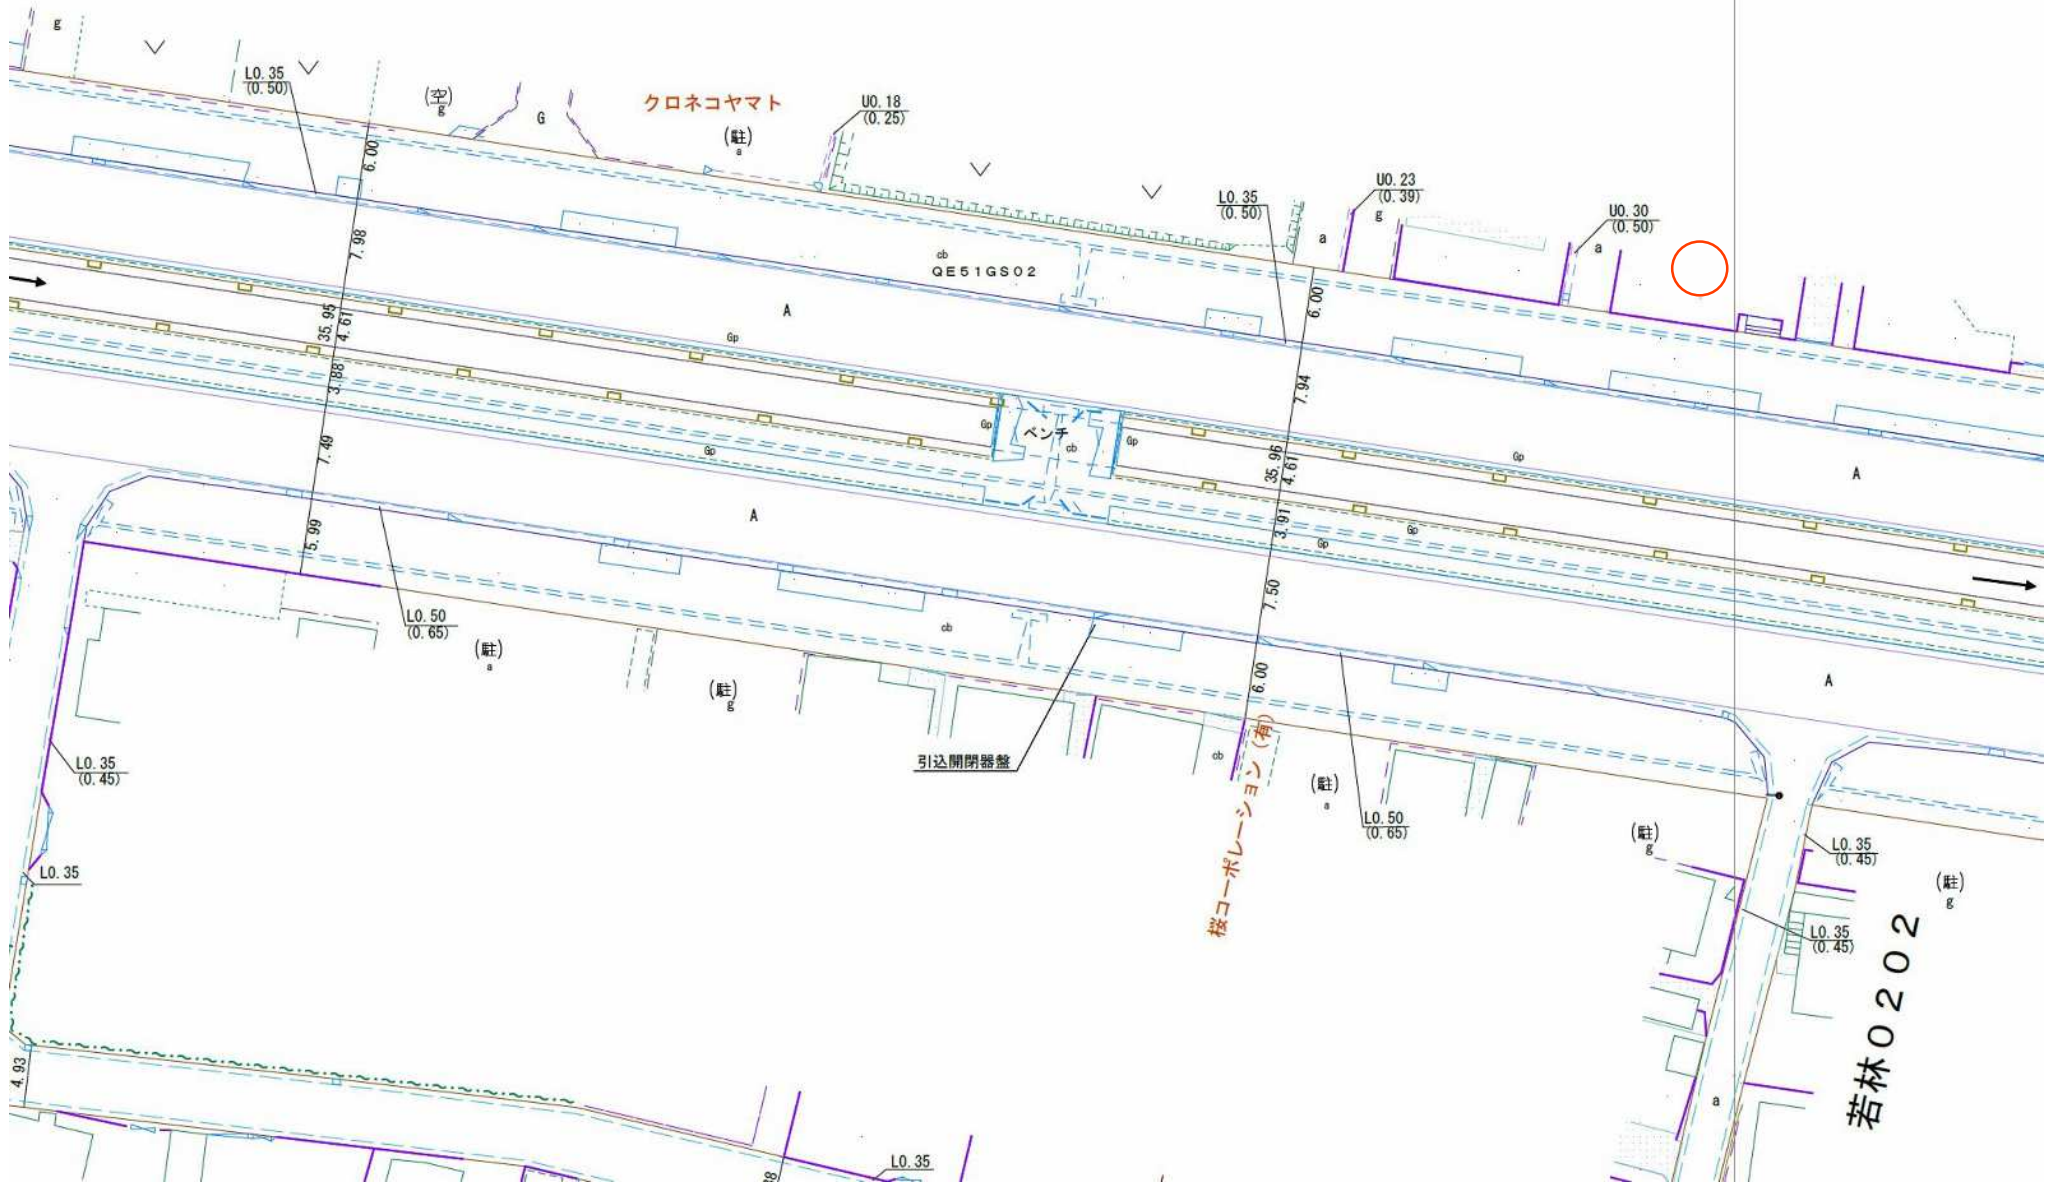 g
L0.35
(0.50)
(空)
g
G
クロネコヤマト
(駐)
a
U0.18
(0.25)
L0.35
(0.50)
U0.23
(0.39)
g
a
U0.30
(0.50)
a
6.00
7.98
35.95
4.61
3.88
7.49
5.99
cb
QE51GS02
A
Gp
Gp
ベンチ
cb
Gp
Gp
Gp
6.00
7.94
35.96
4.61
3.91
7.50
6.00
Gp
Gp
Gp
A
A
A
L0.50
(0.65)
(駐)
a
(駐)
g
cb
引込開閉器盤
cb
桜コーポレーション(有)
(駐)
a
L0.50
(0.65)
(駐)
g
L0.35
(0.45)
(駐)
g
L0.35
(0.45)
若林0202
a
L0.35
(0.45)
L0.35
4.93
L0.35